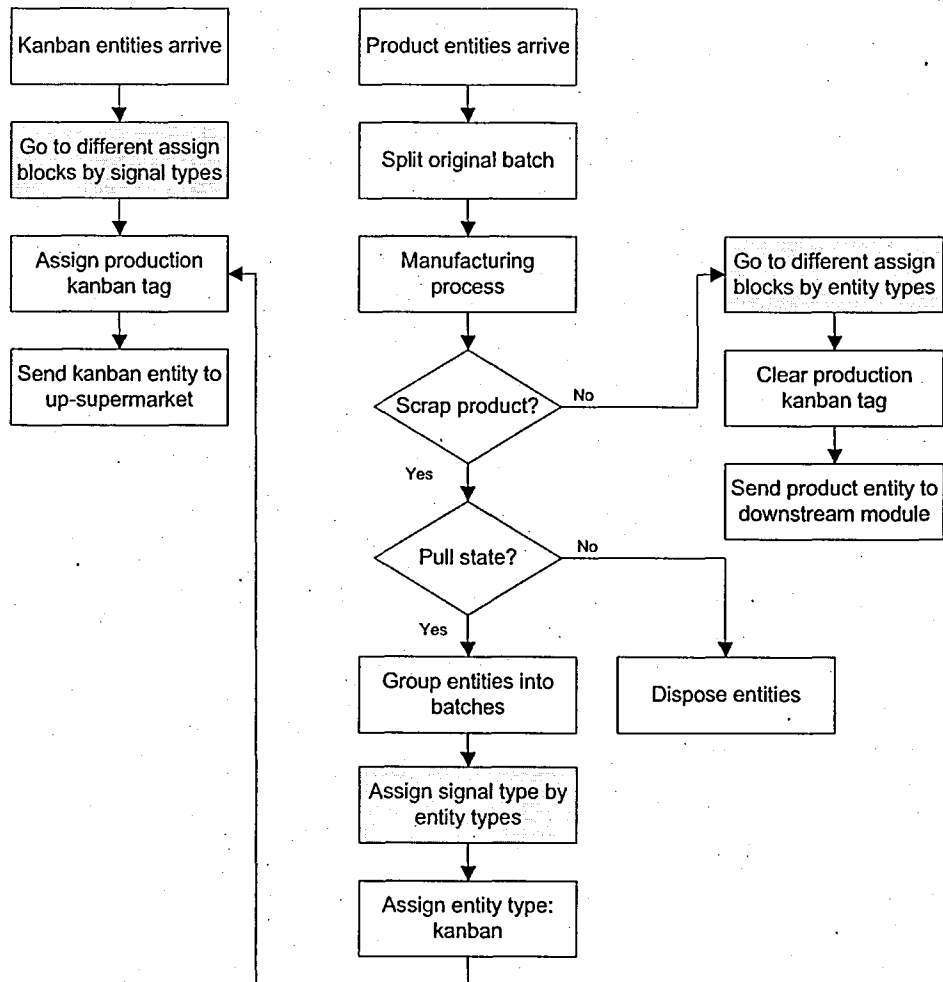 Kanban entities arrive
Go to different assign
blocks by signal types
Assign production
kanban tag
Send kanban entity to
up-supermarket
Product entities arrive
Split original batch
Manufacturing
process
Scrap product?
No
Yes
Pull state?
No
Yes
Group entities into
batches
Assign signal type by
entity types
Assign entity type:
kanban
Go to different assign
blocks by entity types
Clear production
kanban tag
Send product entity to
downstream module
Dispose entities